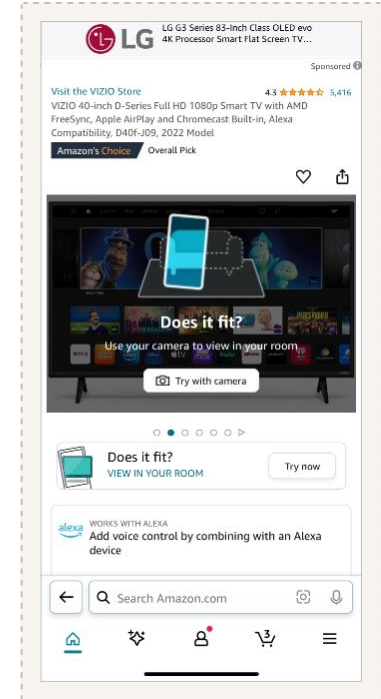 LG
LG G3 Series 83-Inch Class OLED evo
4K Processor Smart Flat Screen TV...
Sponsored
Visit the VIZIO Store
4.3 5,416
VIZIO 40-inch D-Series Full HD 1080p Smart TV with AMD
FreeSync, Apple AirPlay and Chromecast Built-in, Alexa
Compatibility, D40f-J09, 2022 Model
Amazon's Choice Overall Pick
Does it fit?
Use your camera to view in your room
Try with camera
Does it fit?
VIEW IN YOUR ROOM
Try now
alexa
WORKS WITH ALEXA
Add voice control by combining with an Alexa
device
Search Amazon.com
3